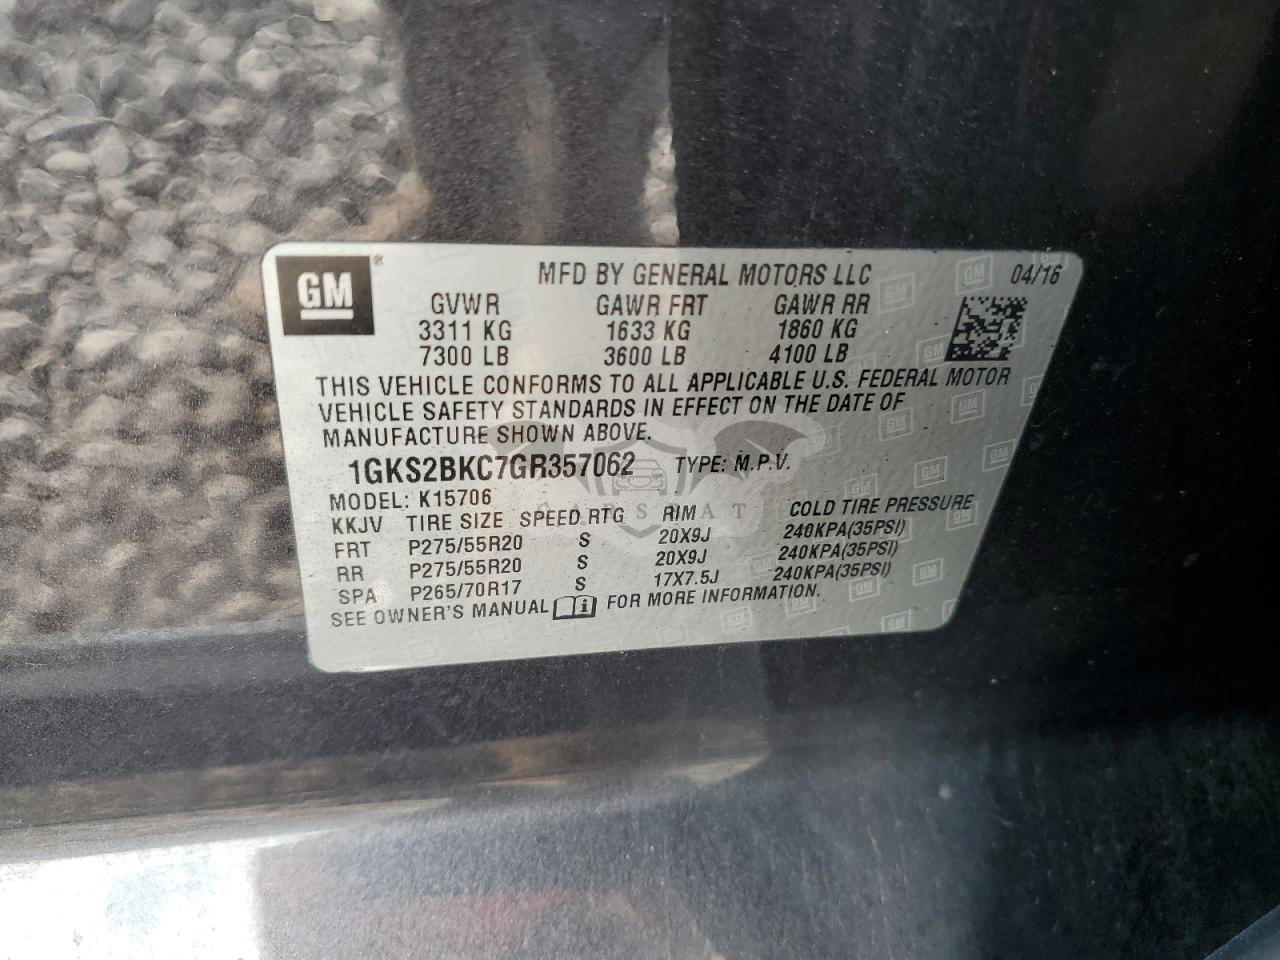 GM® MFD BY GENERAL MOTORS LLC 04/16
GVWR GAWR FRT GAWR RR
3311 KG 1633 KG 1860 KG
7300 LB 3600 LB 4100 LB
THIS VEHICLE CONFORMS TO ALL APPLICABLE U.S. FEDERAL MOTOR
VEHICLE SAFETY STANDARDS IN EFFECT ON THE DATE OF
MANUFACTURE SHOWN ABOVE.
1GKS2BKC7GR357062 TYPE: M.P.V.
MODEL: K15706
KKJV TIRE SIZE SPEED RTG RIM COLD TIRE PRESSURE
FRT P275/55R20 S 20X9J 240KPA(35PSI)
RR P275/55R20 S 20X9J 240KPA(35PSI)
SPA P265/70R17 S 17X7.5J 240KPA(35PSI)
SEE OWNER'S MANUAL i FOR MORE INFORMATION.